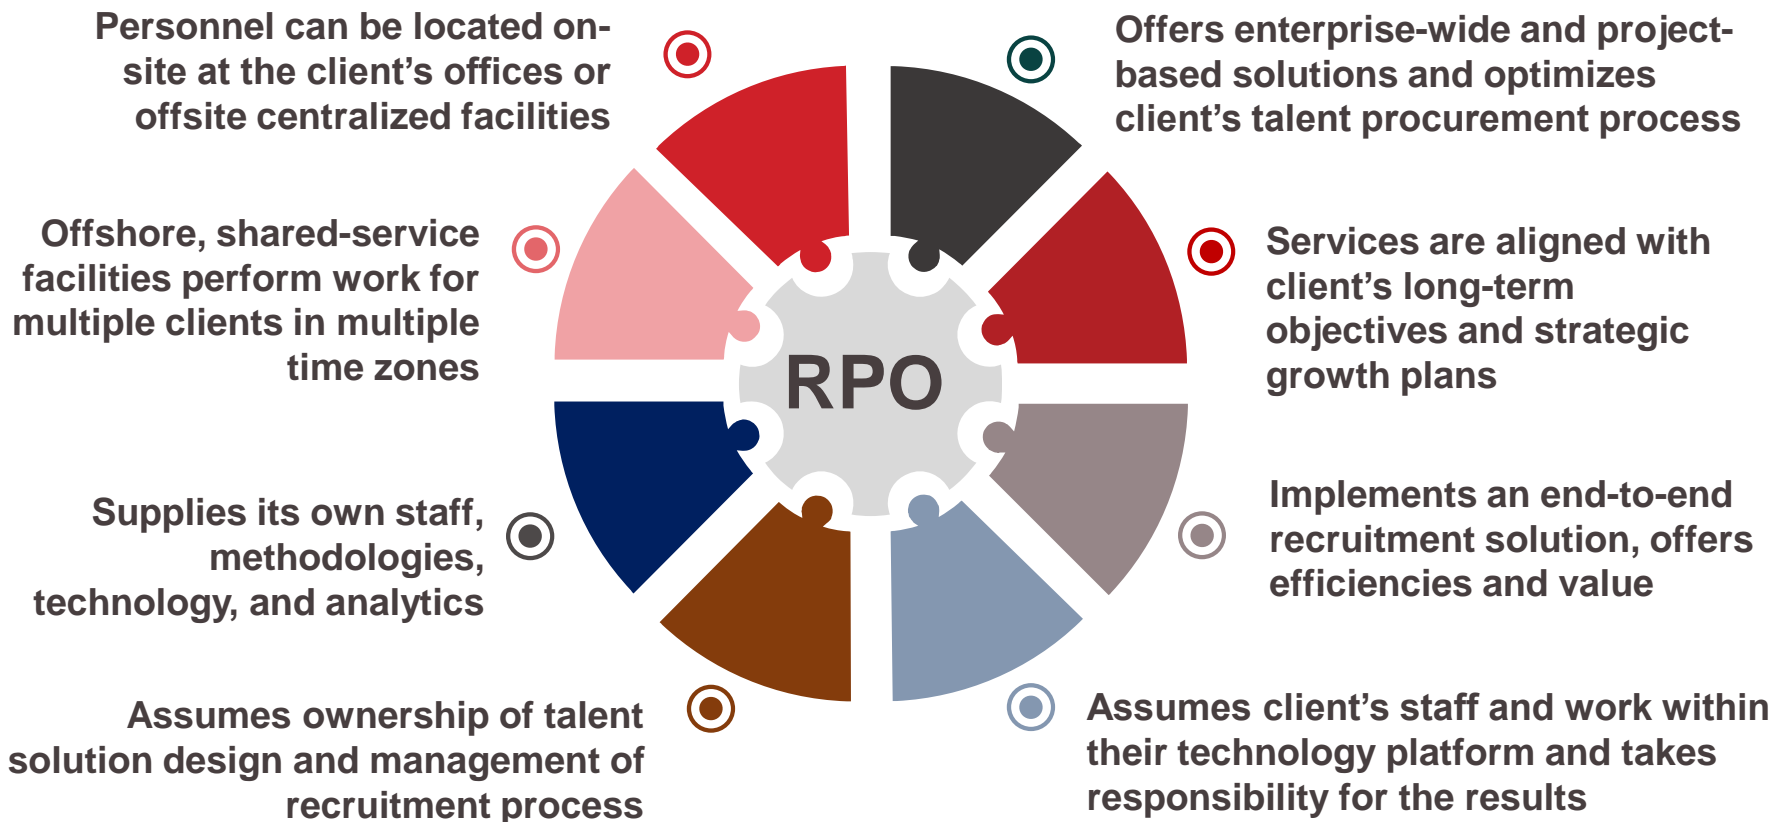 Personnel can be located on-
site at the client’s offices or
offsite centralized facilities
Offers enterprise-wide and project-
based solutions and optimizes
client’s talent procurement process
Offshore, shared-service
facilities perform work for
multiple clients in multiple
time zones
Services are aligned with
client’s long-term
objectives and strategic
growth plans
RPO
Supplies its own staff,
methodologies,
technology, and analytics
Implements an end-to-end
recruitment solution, offers
efficiencies and value
Assumes ownership of talent
solution design and management of
recruitment process
Assumes client’s staff and work within
their technology platform and takes
responsibility for the results